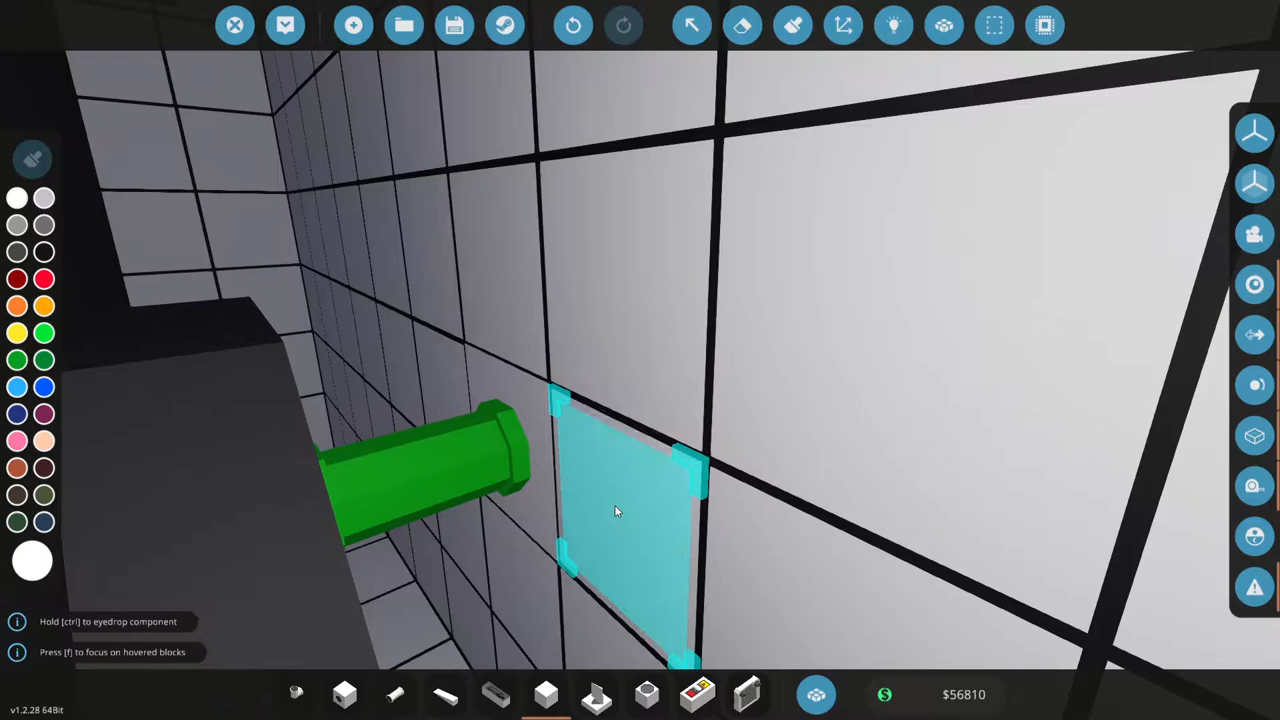 Hold [ctrl] to eyedrop component
Press [f] to focus on hovered blocks
v1.2.28 64Bit
$ $56810